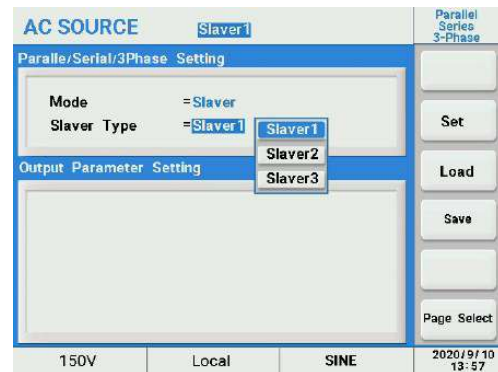 AC SOURCE Slaver1
Parallel
Series
3-Phase
Paralle/Serial/3Phase Setting
Mode =Slaver
Slaver Type =Slaver1
Slaver1
Slaver2
Slaver3
Output Parameter Setting
Set
Load
Save
Page Select
150V Local SINE
2020/9/10
13:57